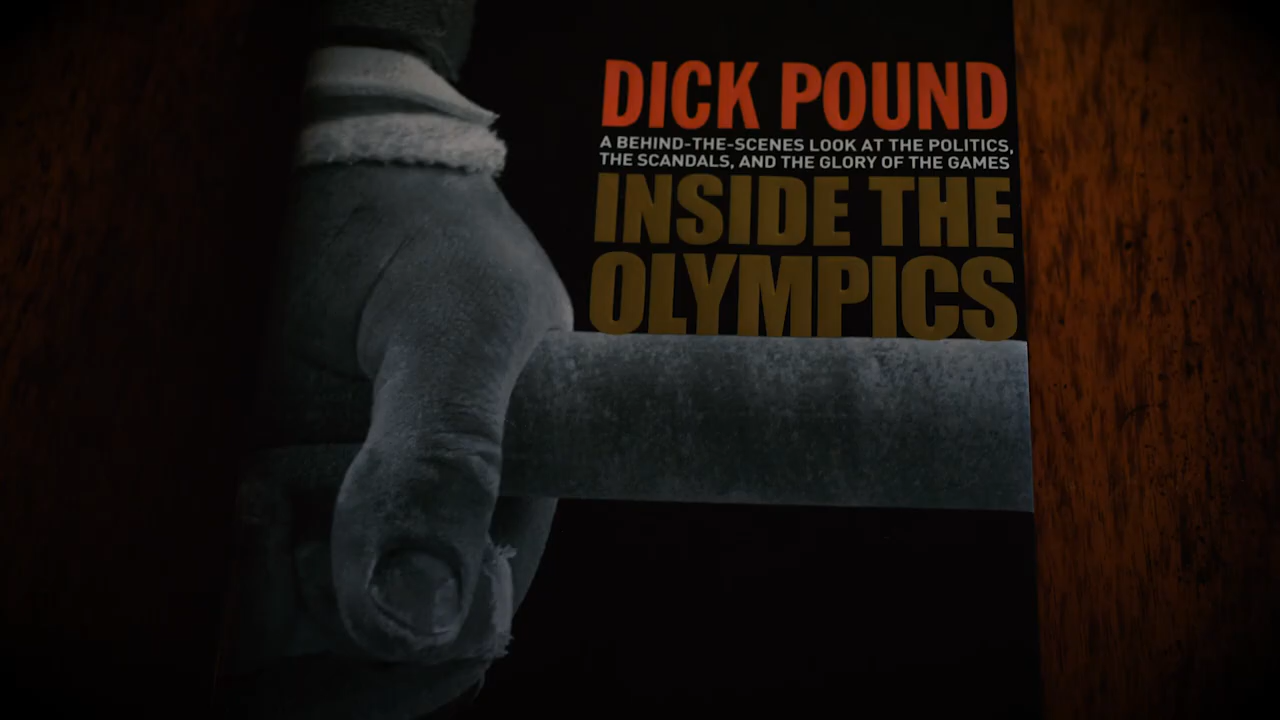 DICK POUND
A BEHIND-THE-SCENES LOOK AT THE POLITICS,
THE SCANDALS, AND THE GLORY OF THE GAMES
INSIDE THE
OLYMPICS